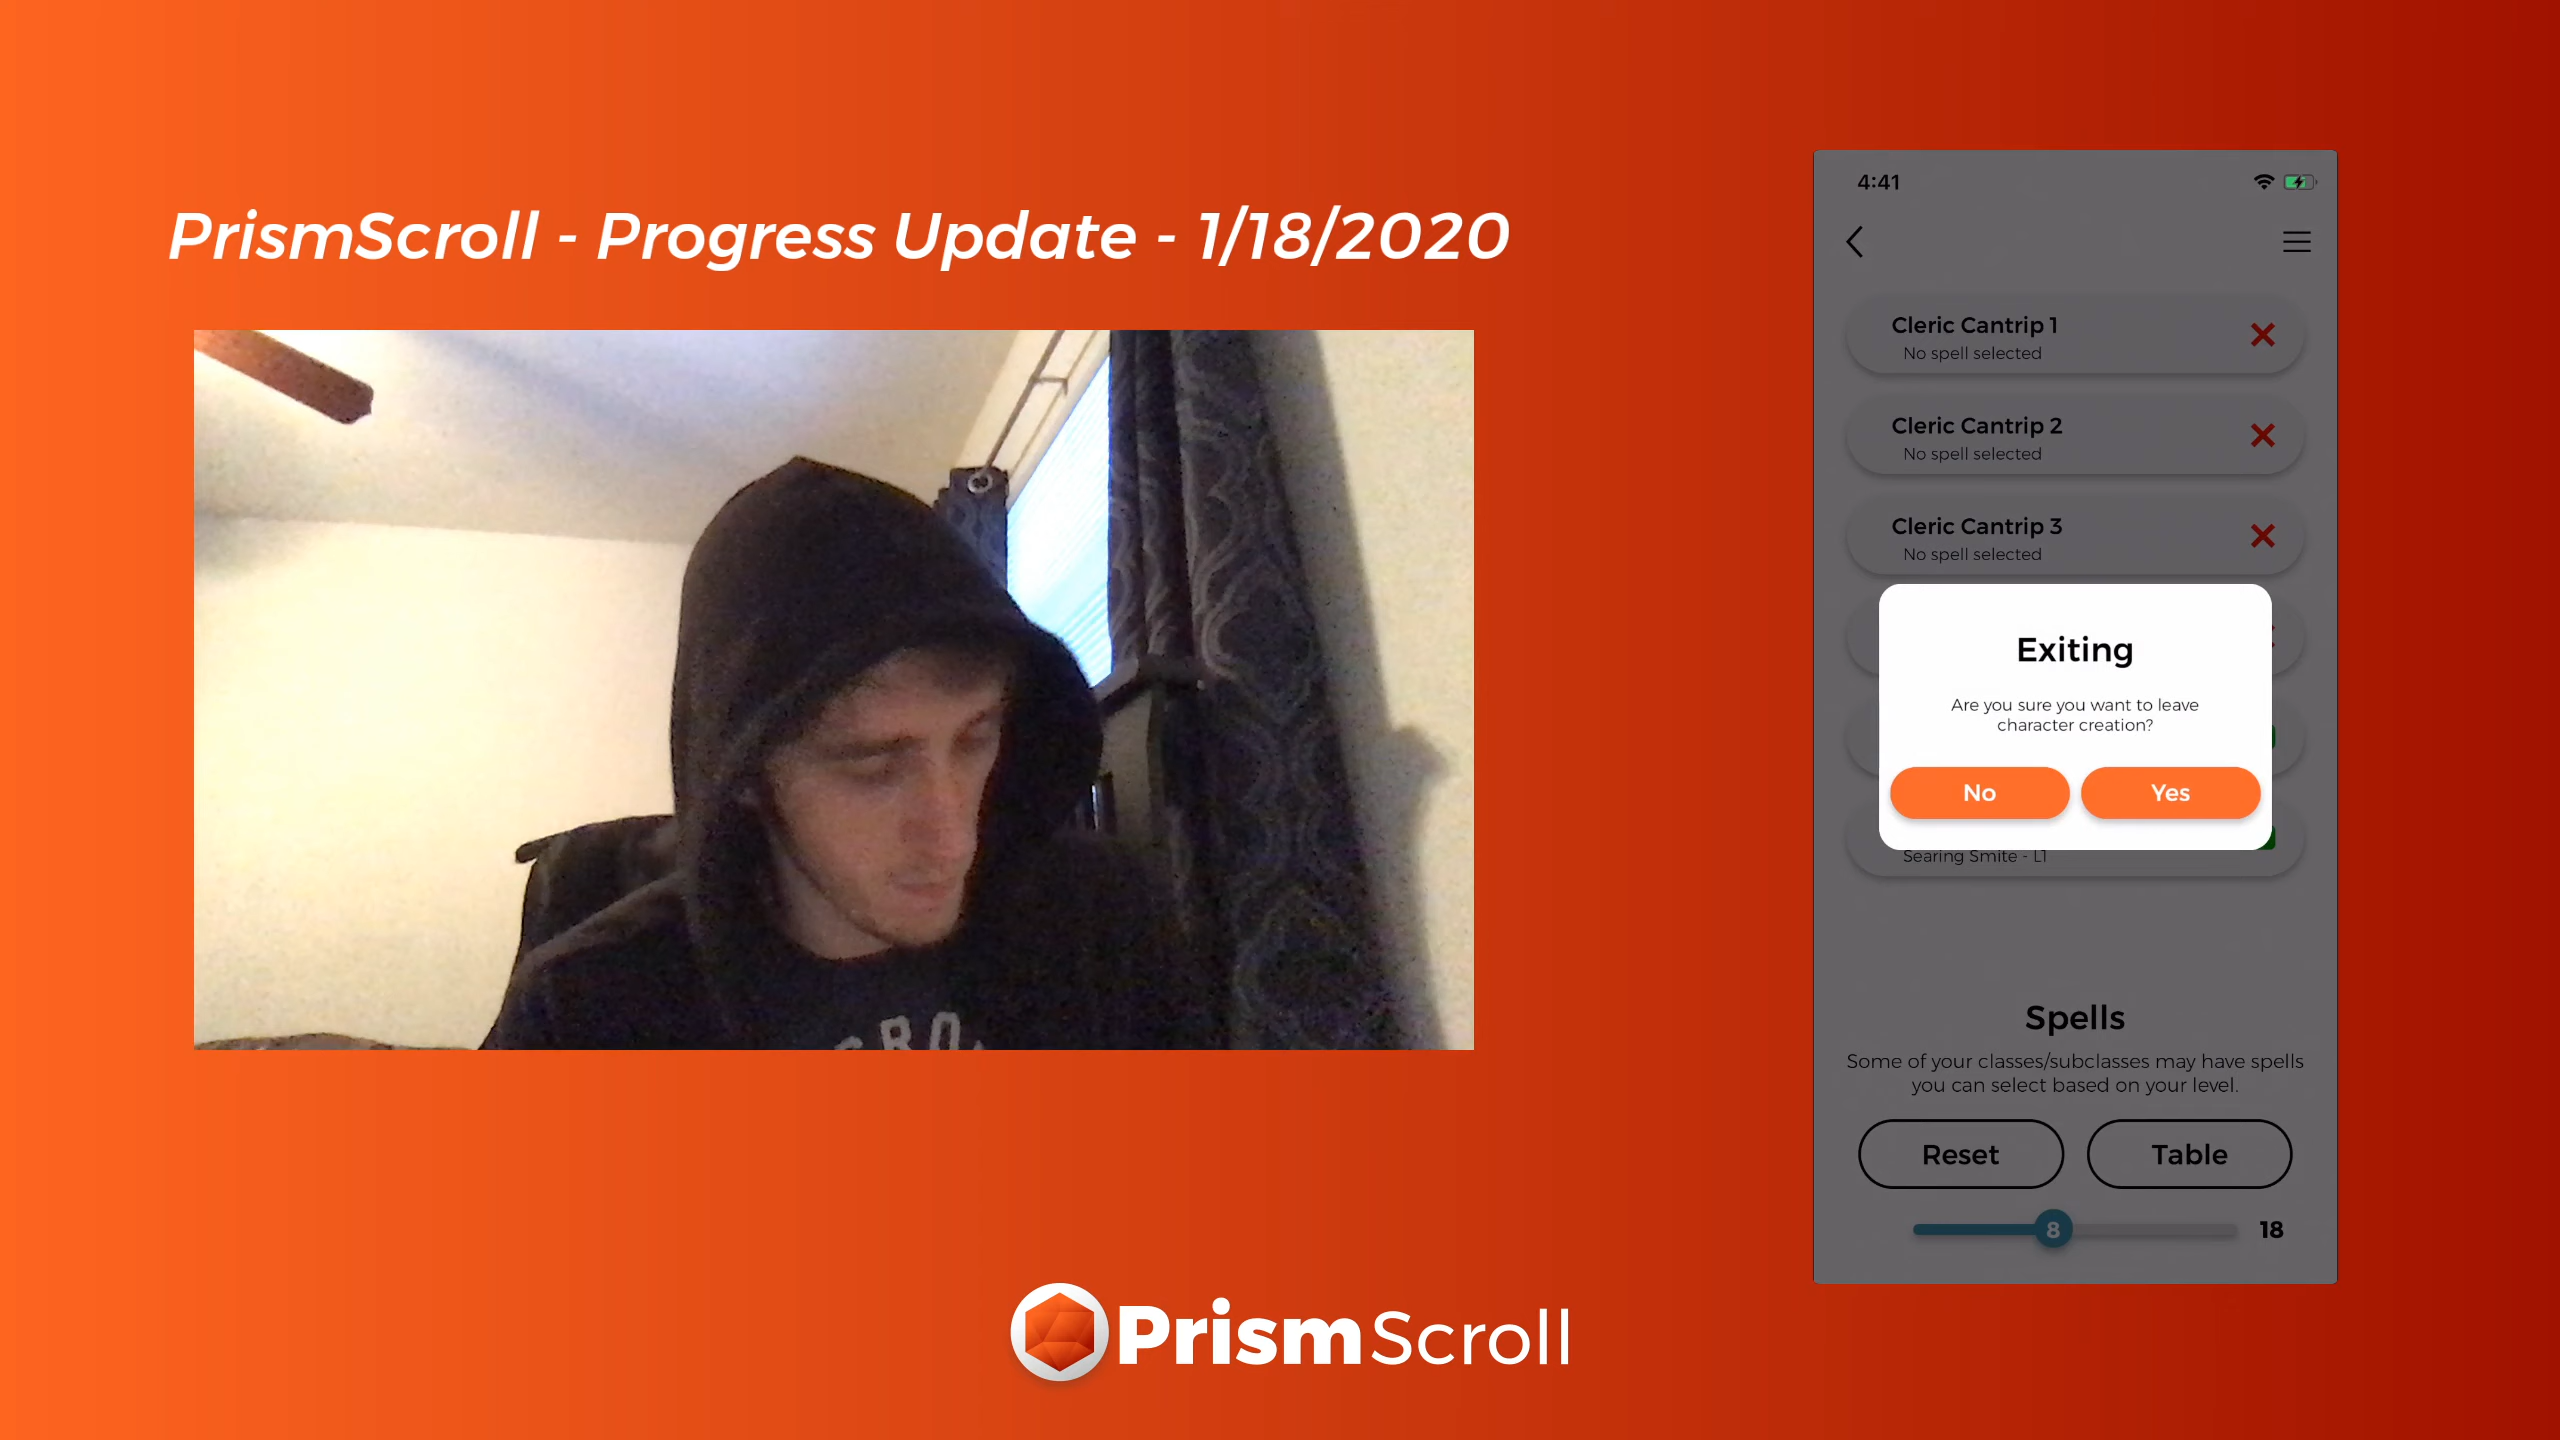 PrismScroll - Progress Update - 1/18/2020
4:41
Cleric Cantrip 1
No spell selected
Cleric Cantrip 2
No spell selected
Cleric Cantrip 3
No spell selected
Exiting
Are you sure you want to leave
character creation?
No Yes
Searing Smite - L1
Spells
Some of your classes/subclasses may have spells
you can select based on your level.
Reset Table
8 18
PrismScroll